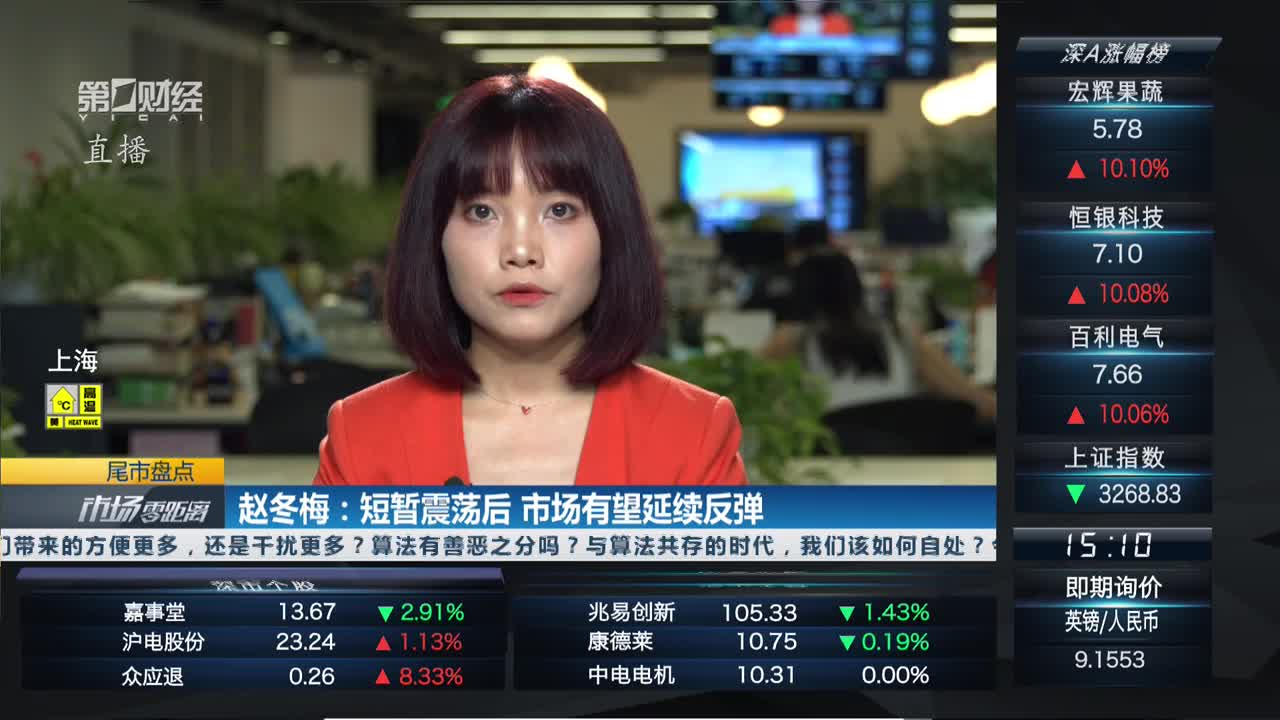 第一财经
YICAI
直播
上海
℃
高温
黄
HEAT WAVE
尾市盘点
市场零距离
赵冬梅：短暂震荡后 市场有望延续反弹
们带来的方便更多，还是干扰更多？算法有善恶之分吗？与算法共存的时代，我们该如何自处？
深市个股
嘉事堂 13.67 ▼2.91%
沪电股份 23.24 ▲1.13%
众应退 0.26 ▲8.33%
兆易创新 105.33 ▼1.43%
康德莱 10.75 ▼0.19%
中电电机 10.31 0.00%
深A涨幅榜
宏辉果蔬
5.78
▲ 10.10%
恒银科技
7.10
▲ 10.08%
百利电气
7.66
▲ 10.06%
上证指数
▼ 3268.83
15:10
即期询价
英镑/人民币
9.1553